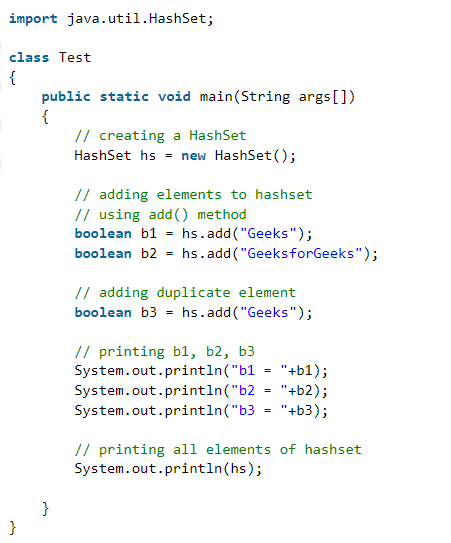 import java.util.HashSet;
class Test
{
    public static void main(String args[])
    {
        // creating a HashSet
        HashSet hs = new HashSet();
        // adding elements to hashset
        // using add() method
        boolean b1 = hs.add("Geeks");
        boolean b2 = hs.add("GeeksforGeeks");
        // adding duplicate element
        boolean b3 = hs.add("Geeks");
        // printing b1, b2, b3
        System.out.println("b1 = "+b1);
        System.out.println("b2 = "+b2);
        System.out.println("b3 = "+b3);
        // printing all elements of hashset
        System.out.println(hs);
    }
}